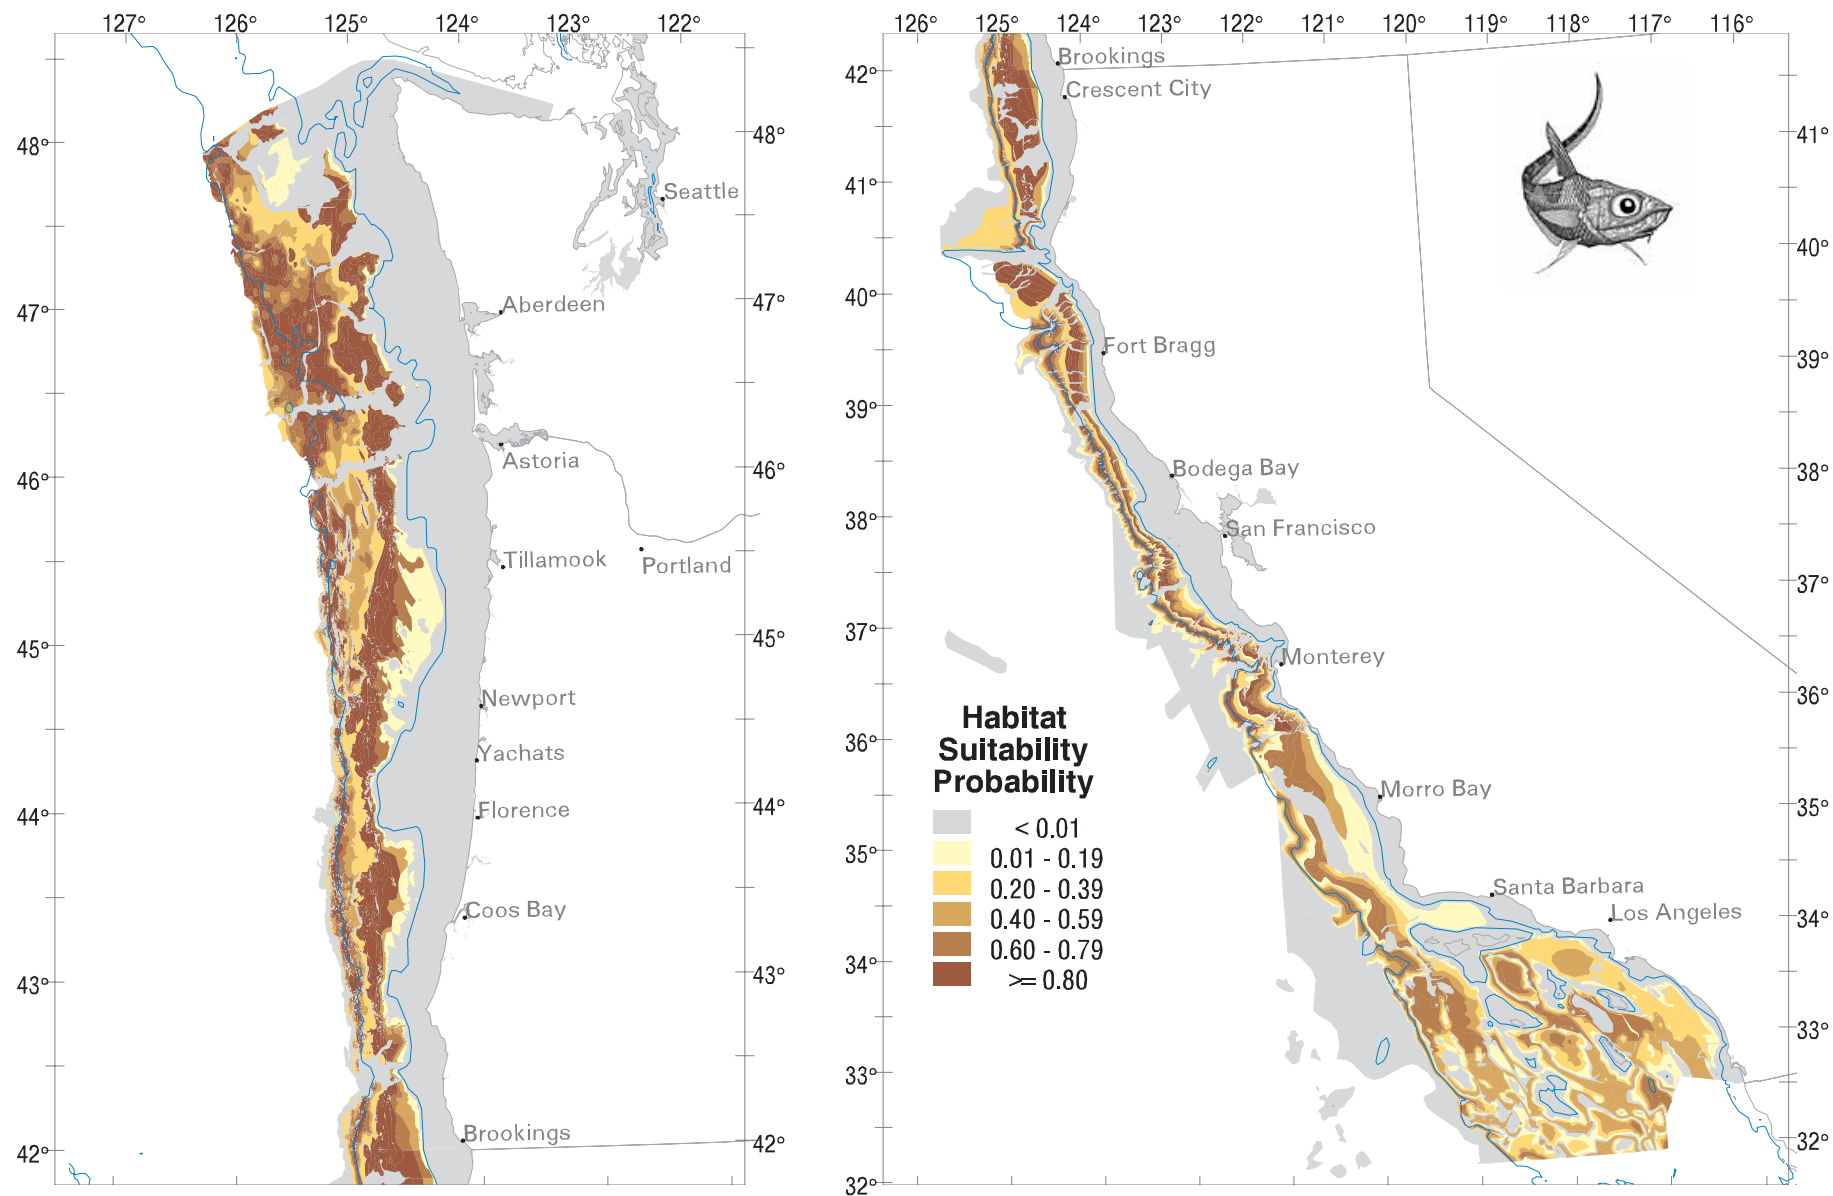 127° 126° 125° 124° 123° 122°
48°
47°
46°
45°
44°
43°
42°
48°
47°
46°
45°
44°
43°
42°
Seattle
Aberdeen
Astoria
Portland
Tillamook
Newport
Yachats
Florence
Coos Bay
Brookings
126° 125° 124° 123° 122° 121° 120° 119° 118° 117° 116°
42°
41°
40°
39°
38°
37°
36°
35°
34°
33°
32°
41°
40°
39°
38°
37°
36°
35°
34°
33°
32°
Brookings
Crescent City
Fort Bragg
Bodega Bay
San Francisco
Monterey
Morro Bay
Santa Barbara
Los Angeles
Habitat
Suitability
Probability
< 0.01
0.01 - 0.19
0.20 - 0.39
0.40 - 0.59
0.60 - 0.79
>= 0.80